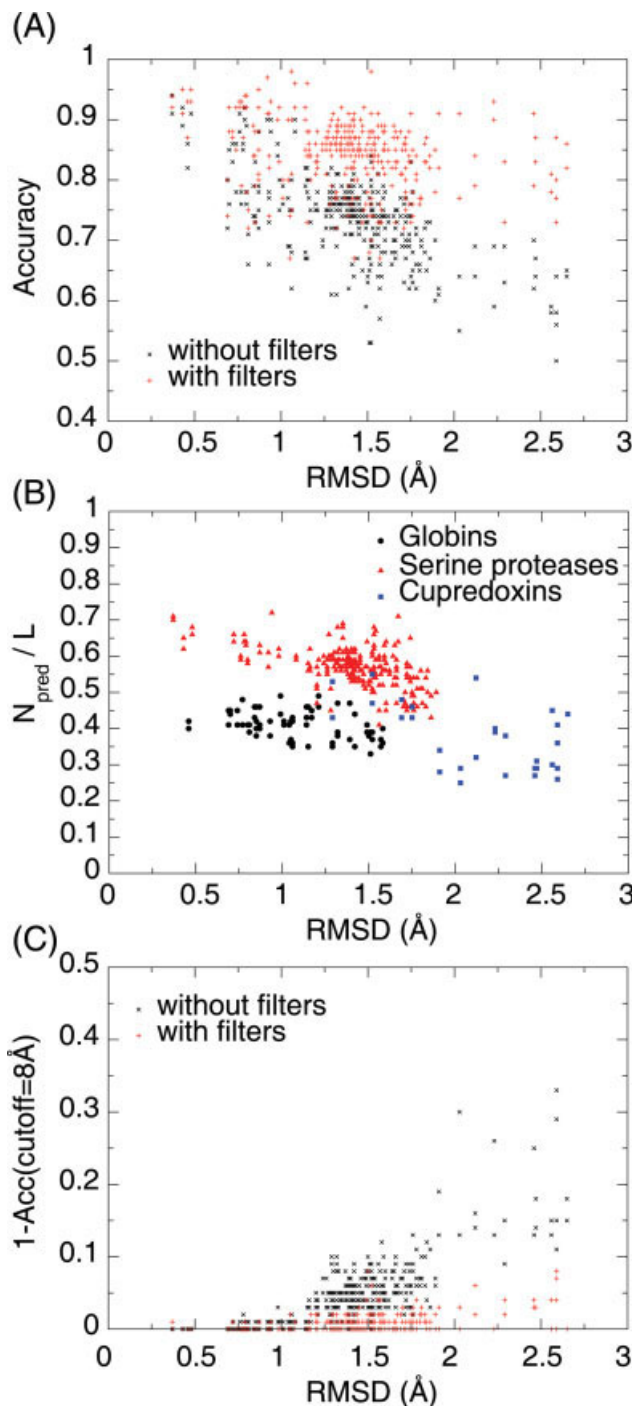 (A)
1
0.9
0.8
0.7
0.6
0.5
0.4
Accuracy
× without filters
+ with filters
0 0.5 1 1.5 2 2.5 3
RMSD (Å)
(B)
1
0.9
0.8
0.7
0.6
0.5
0.4
0.3
0.2
0.1
0
N_pred / L
Globins
Serine proteases
Cupredoxins
0 0.5 1 1.5 2 2.5 3
RMSD (Å)
(C)
0.5
0.4
0.3
0.2
0.1
0
1-Acc(cutoff=8Å)
× without filters
+ with filters
0 0.5 1 1.5 2 2.5 3
RMSD (Å)